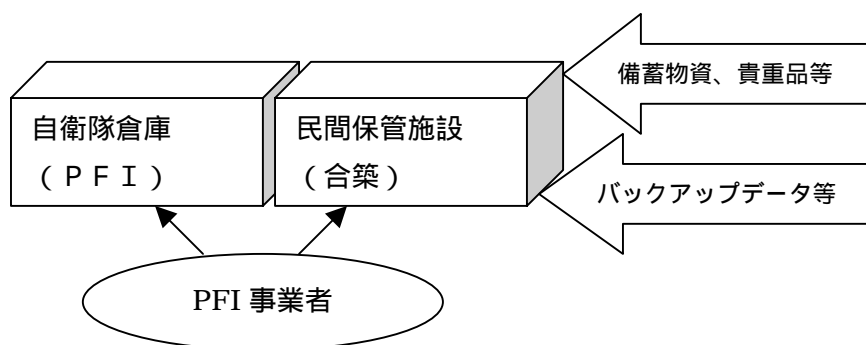 備蓄物資、貴重品等
自衛隊倉庫
(PFI)
民間保管施設
(合築)
バックアップデータ等
PFI 事業者